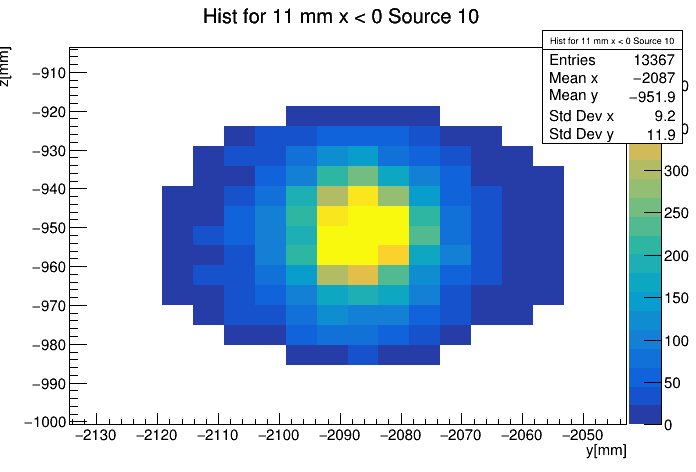 Hist for 11 mm x < 0 Source 10
z[mm]
Hist for 11 mm x < 0 Source 10
Entries 13367
Mean x −2087
Mean y −951.9
Std Dev x 9.2
Std Dev y 11.9
−910
−920
−930
−940
−950
−960
−970
−980
−990
−1000
300
250
200
150
100
50
0
−2130 −2120 −2110 −2100 −2090 −2080 −2070 −2060 −2050
y[mm]